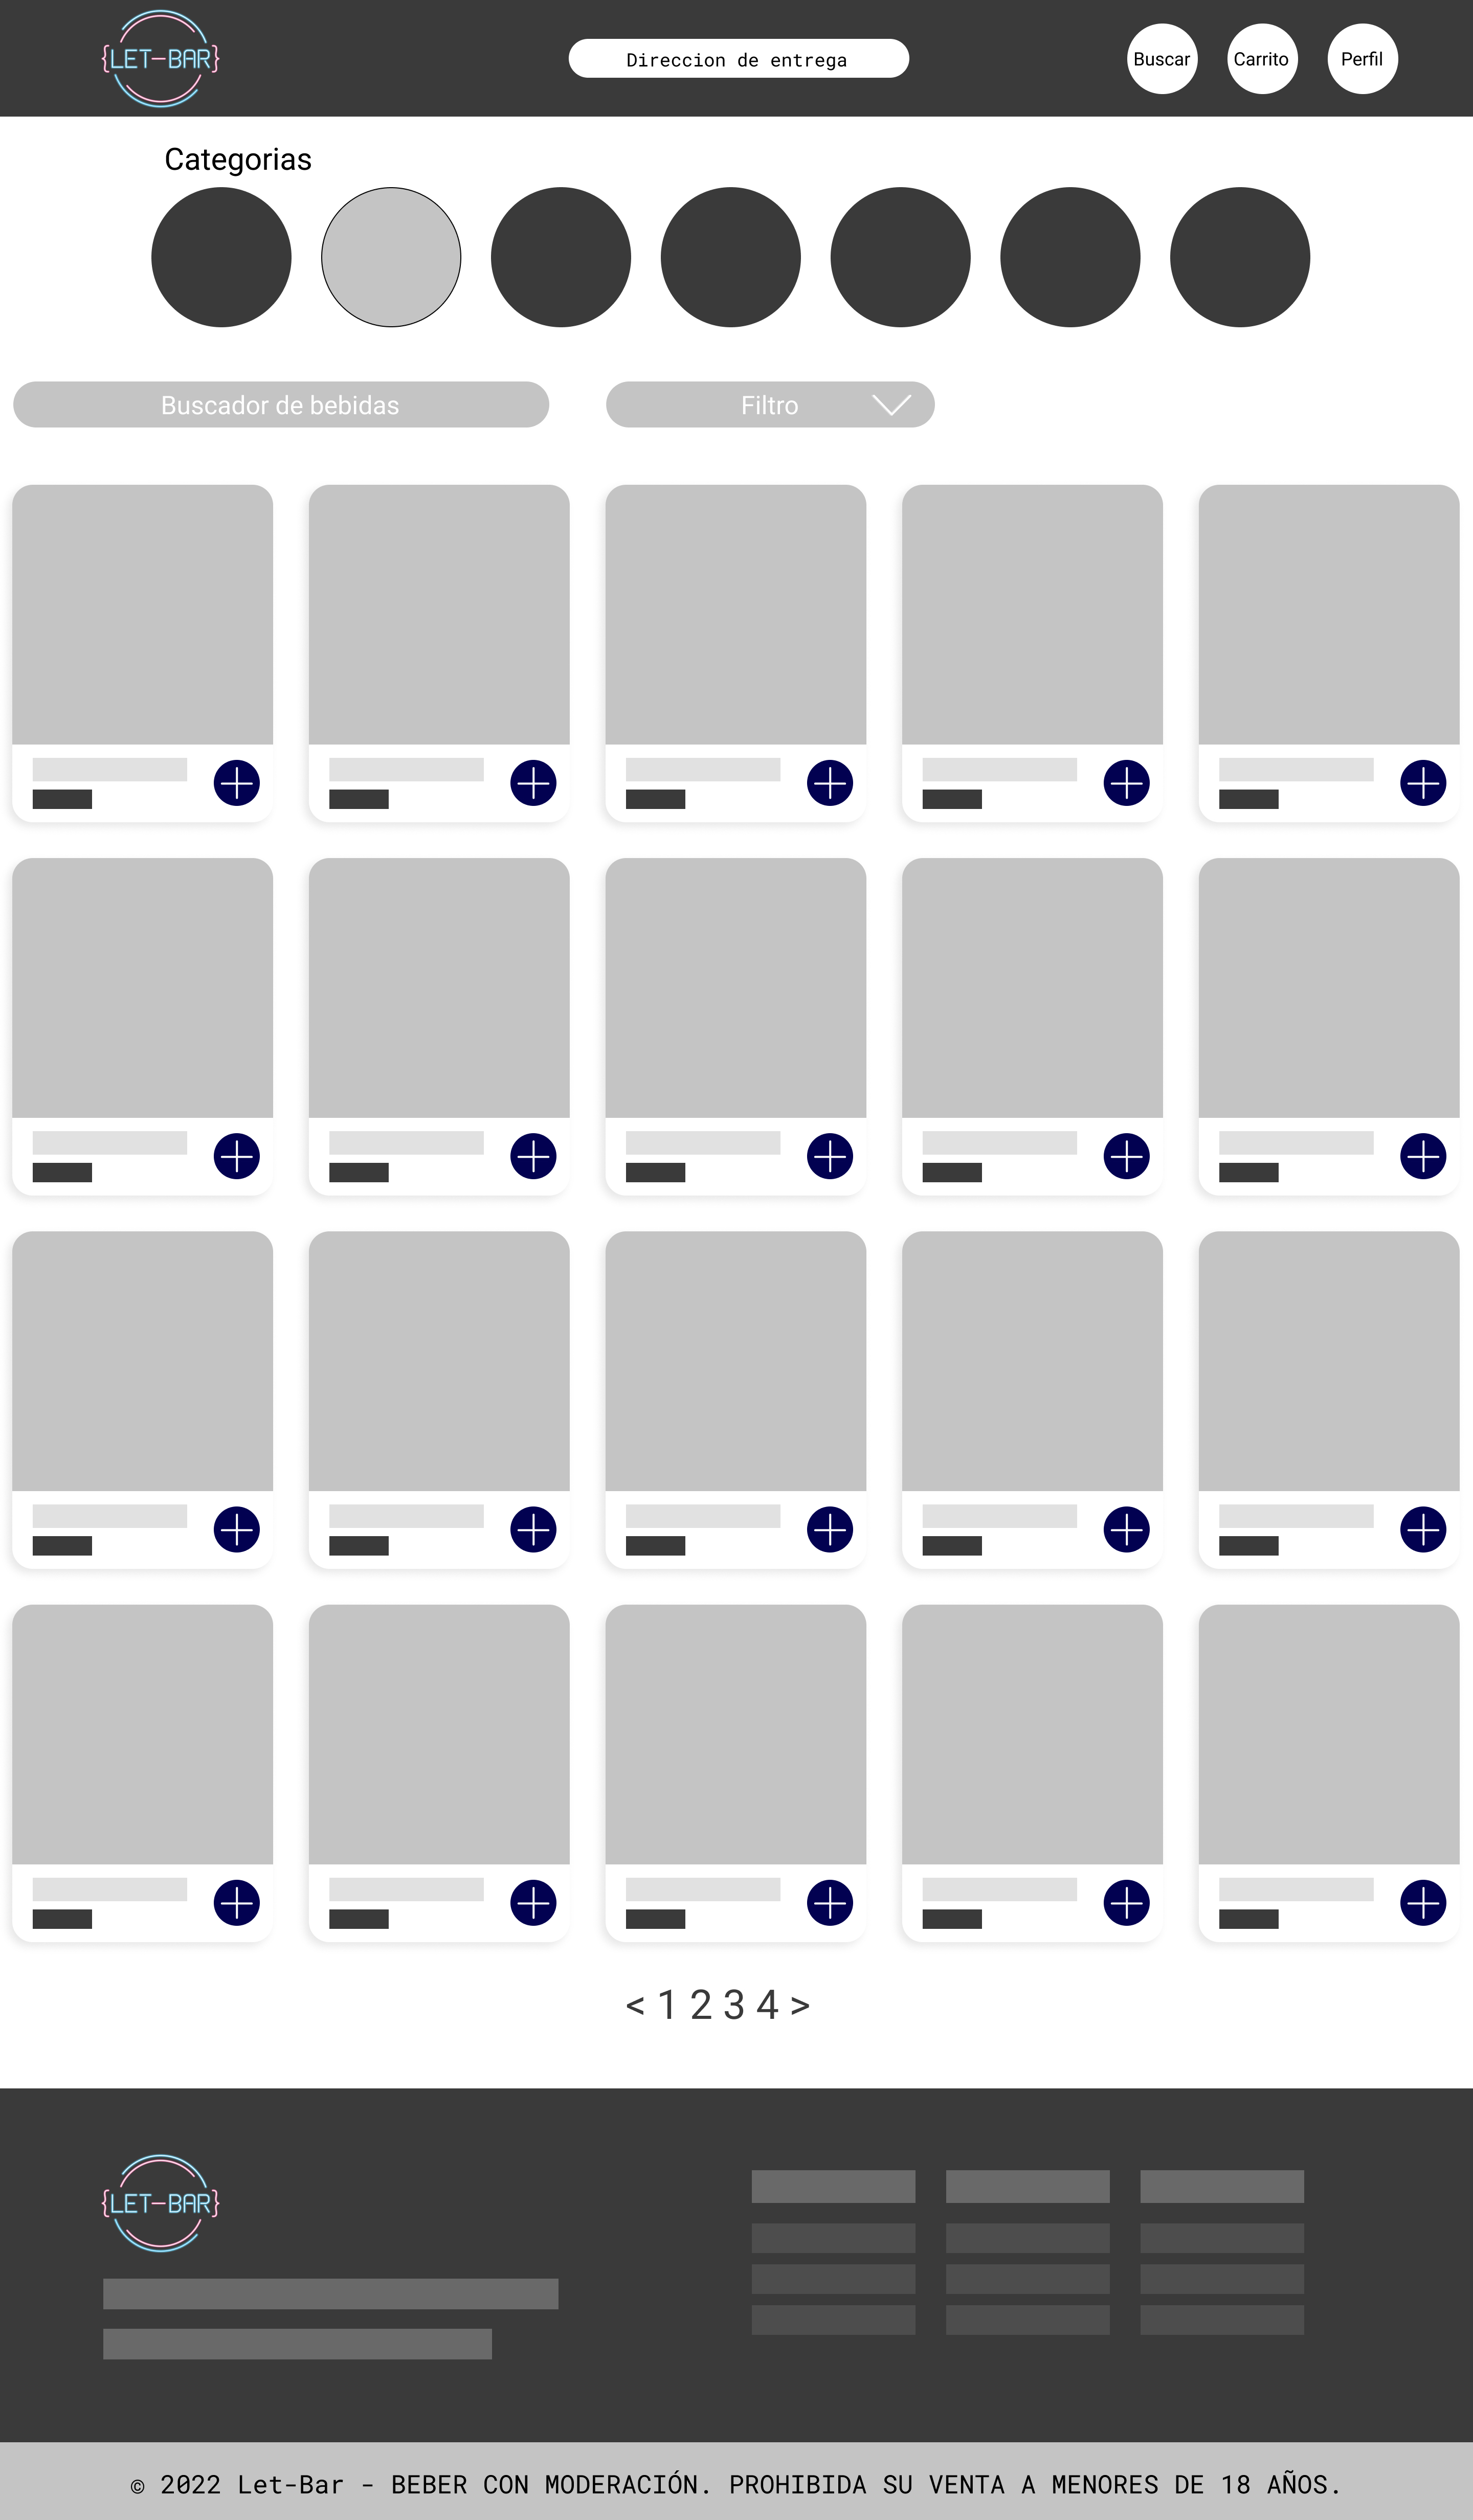 {LET-BAR}
Direccion de entrega
Buscar
Carrito
Perfil
Categorias
Buscador de bebidas
Filtro
< 1 2 3 4 >
{LET-BAR}
© 2022 Let-Bar - BEBER CON MODERACIÓN. PROHIBIDA SU VENTA A MENORES DE 18 AÑOS.